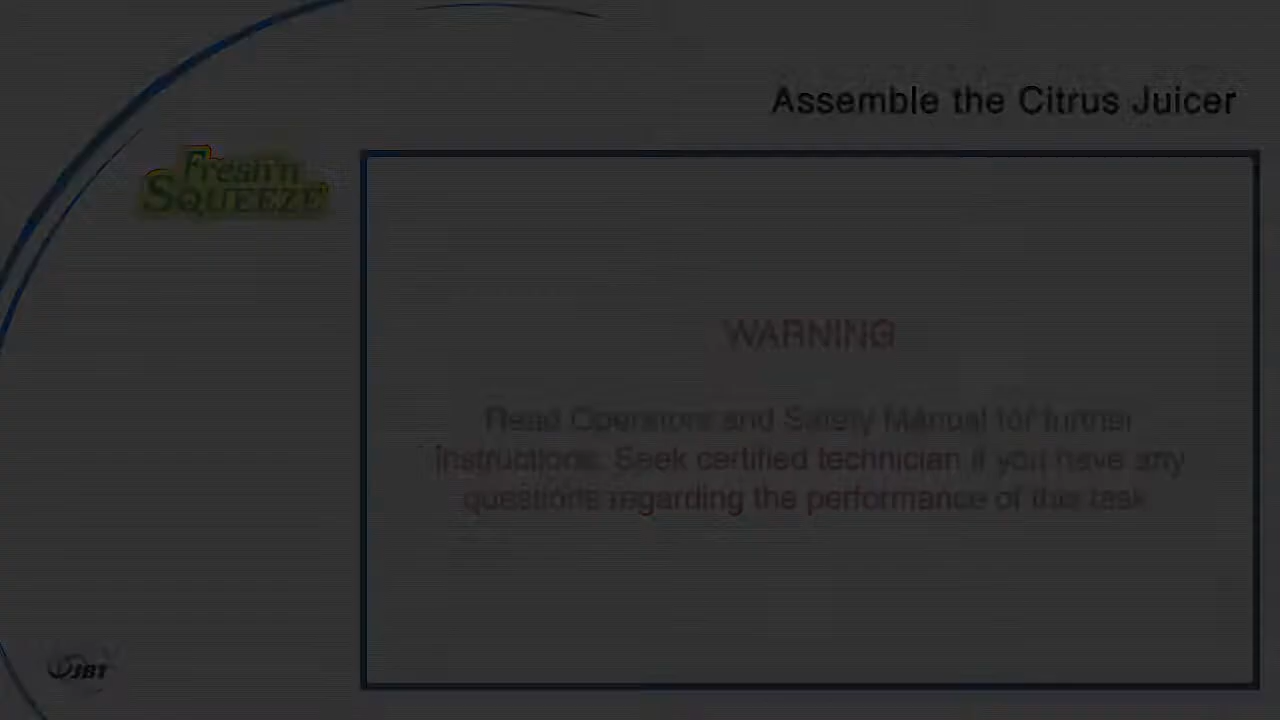 Assemble the Citrus Juicer
Fresh'n
SQUEEZE
WARNING
Read Operators and Safety Manual for further
instructions. Seek certified technician if you have any
questions regarding the performance of this task
JBT